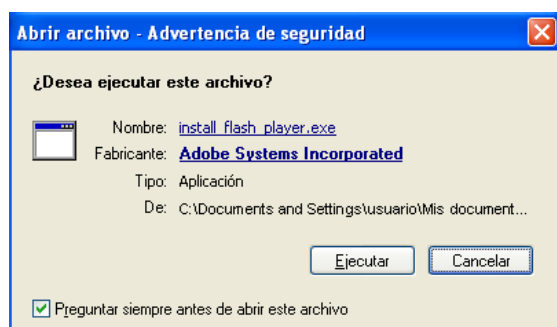 Abrir archivo - Advertencia de seguridad
¿Desea ejecutar este archivo?
Nombre: install flash player.exe
Fabricante: Adobe Systems Incorporated
Tipo: Aplicación
De: C:\Documents and Settings\usuario\Mis document...
Ejecutar Cancelar
Preguntar siempre antes de abrir este archivo